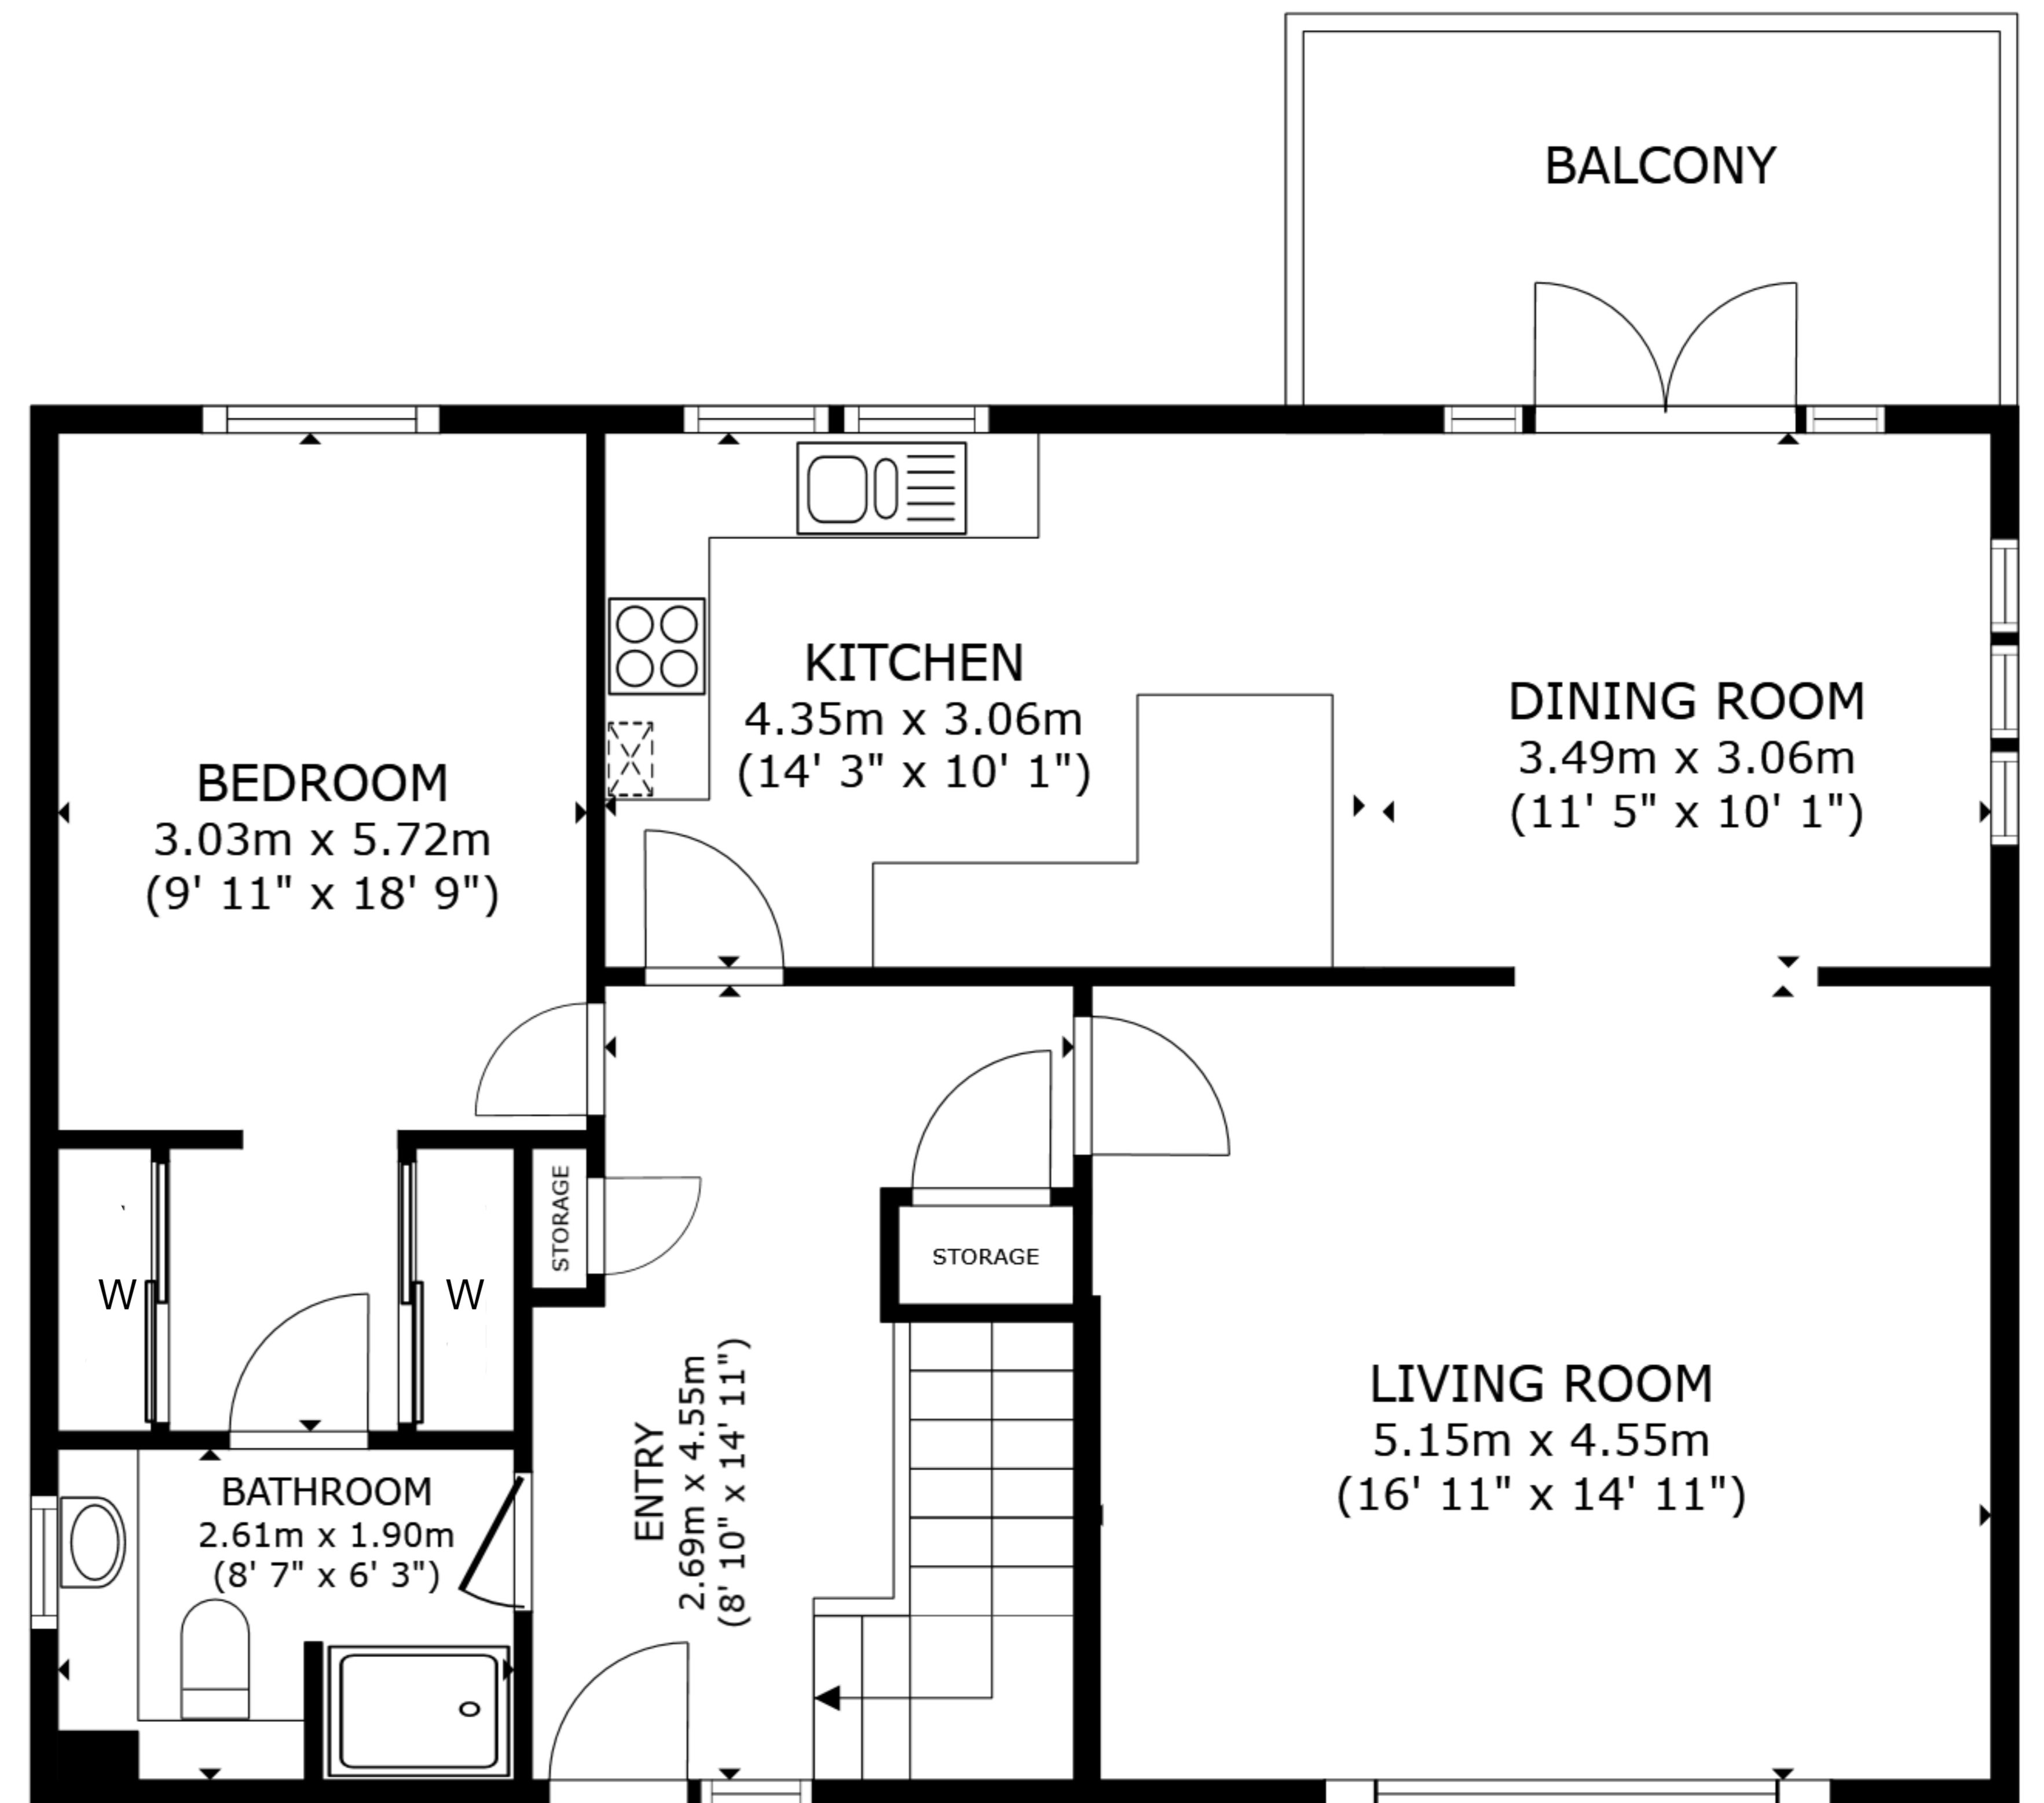 BALCONY
KITCHEN
4.35m x 3.06m
(14' 3" x 10' 1")
DINING ROOM
3.49m x 3.06m
(11' 5" x 10' 1")
BEDROOM
3.03m x 5.72m
(9' 11" x 18' 9")
STORAGE
STORAGE
W
W
LIVING ROOM
5.15m x 4.55m
(16' 11" x 14' 11")
ENTRY
2.69m x 4.55m
(8' 10" x 14' 11")
BATHROOM
2.61m x 1.90m
(8' 7" x 6' 3")